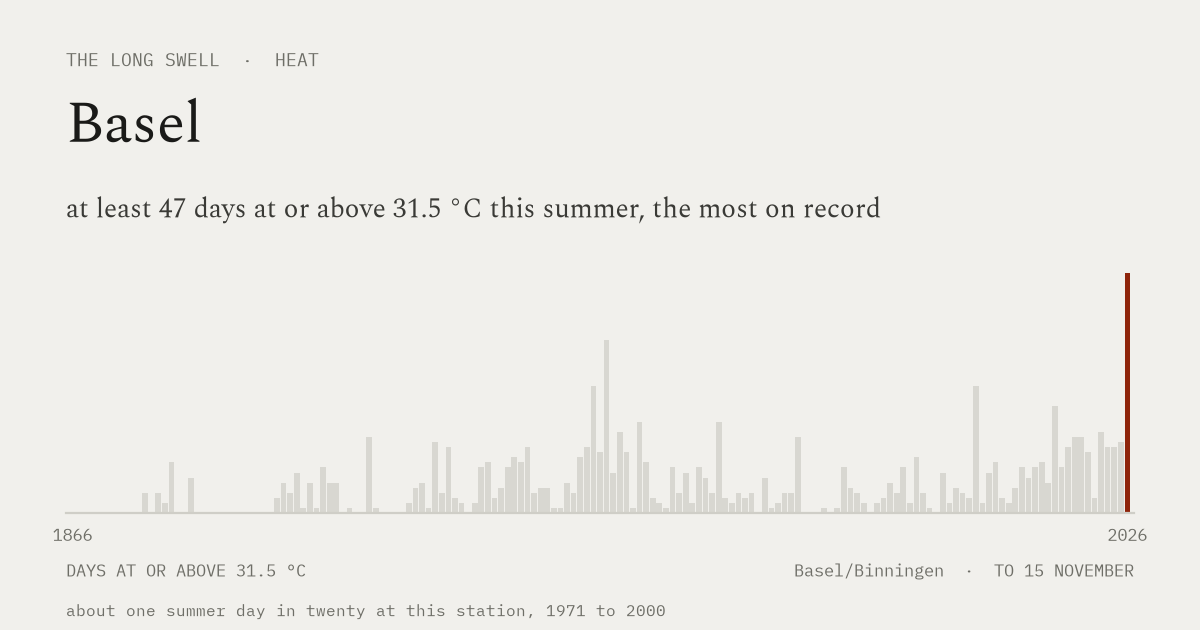 THE LONG SWELL · HEAT
Basel
at least 47 days at or above 31.5 °C this summer, the most on record
1866 2026
DAYS AT OR ABOVE 31.5 °C Basel/Binningen · TO 15 NOVEMBER
about one summer day in twenty at this station, 1971 to 2000